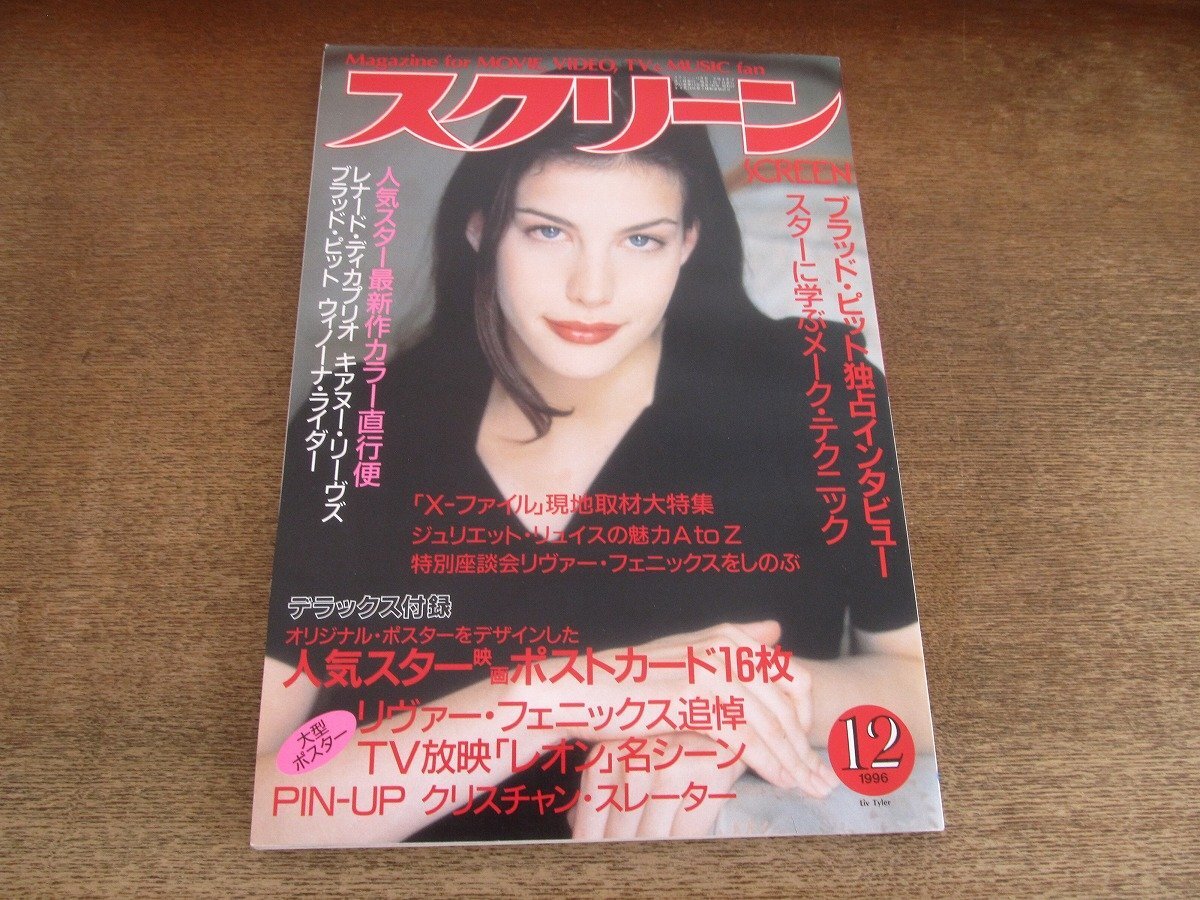 Magazine for MOVIE, VIDEO, TV & MUSIC fan
スクリーン
SCREEN
ブラッド・ピット独占インタビュー
スターに学ぶメーク・テクニック
人気スター最新作カラー直行便
レナード・ディカプリオ キアヌー・リーヴズ
ブラッド・ピット ウィノーナ・ライダー
「X-ファイル」現地取材大特集
ジュリエット・リュイスの魅力A to Z
特別座談会リヴァー・フェニックスをしのぶ
デラックス付録
オリジナル・ポスターをデザインした
人気スター映画ポストカード16枚
大型ポスター
リヴァー・フェニックス追悼
TV放映「レオン」名シーン
PIN-UP クリスチャン・スレーター
12
1996
Liv Tyler